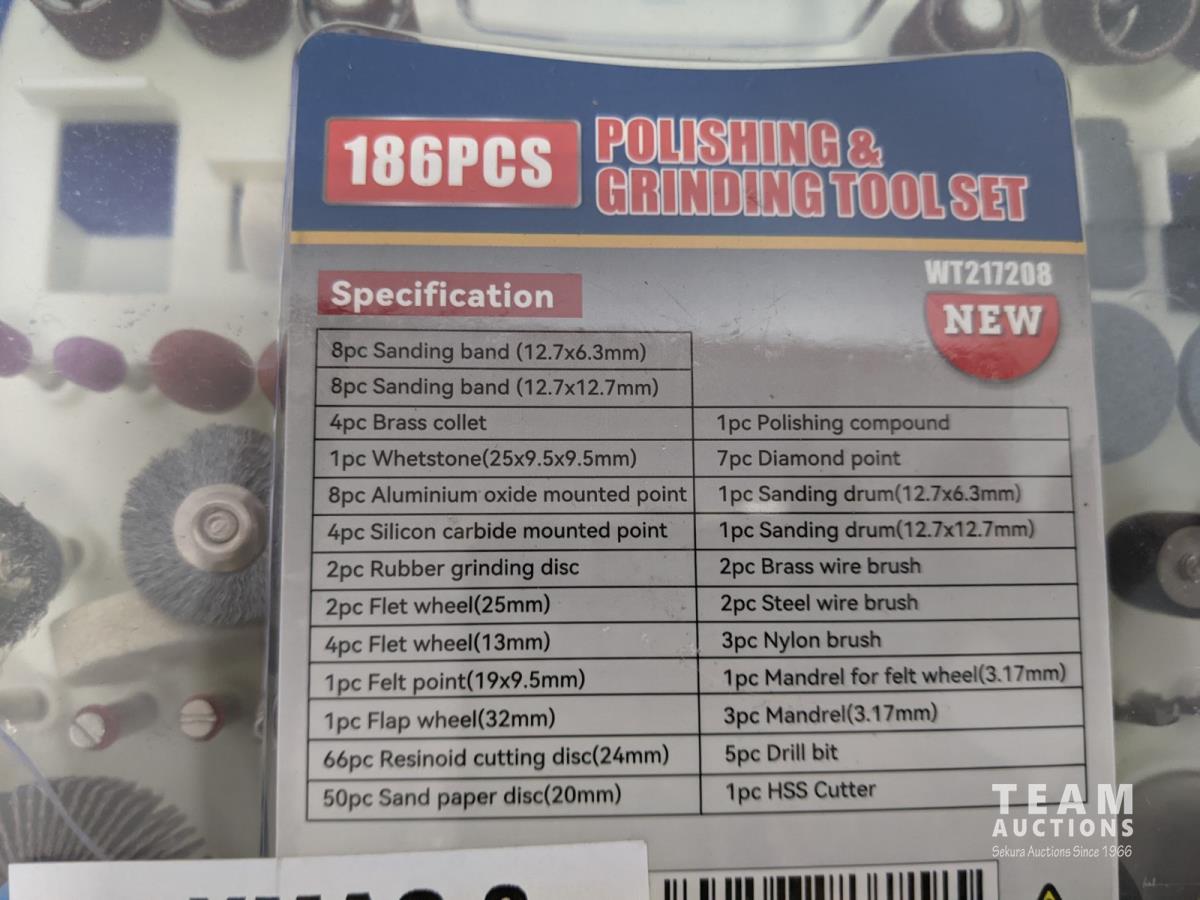 186PCS
POLISHING &
GRINDING TOOL SET
WT217208
NEW
Specification
8pc Sanding band (12.7x6.3mm)
8pc Sanding band (12.7x12.7mm)
4pc Brass collet
1pc Polishing compound
1pc Whetstone(25x9.5x9.5mm)
7pc Diamond point
8pc Aluminium oxide mounted point
1pc Sanding drum(12.7x6.3mm)
4pc Silicon carbide mounted point
1pc Sanding drum(12.7x12.7mm)
2pc Rubber grinding disc
2pc Brass wire brush
2pc Flet wheel(25mm)
2pc Steel wire brush
4pc Flet wheel(13mm)
3pc Nylon brush
1pc Felt point(19x9.5mm)
1pc Mandrel for felt wheel(3.17mm)
1pc Flap wheel(32mm)
3pc Mandrel(3.17mm)
66pc Resinoid cutting disc(24mm)
5pc Drill bit
50pc Sand paper disc(20mm)
1pc HSS Cutter
TEAM
AUCTIONS
Sekura Auctions Since 1966